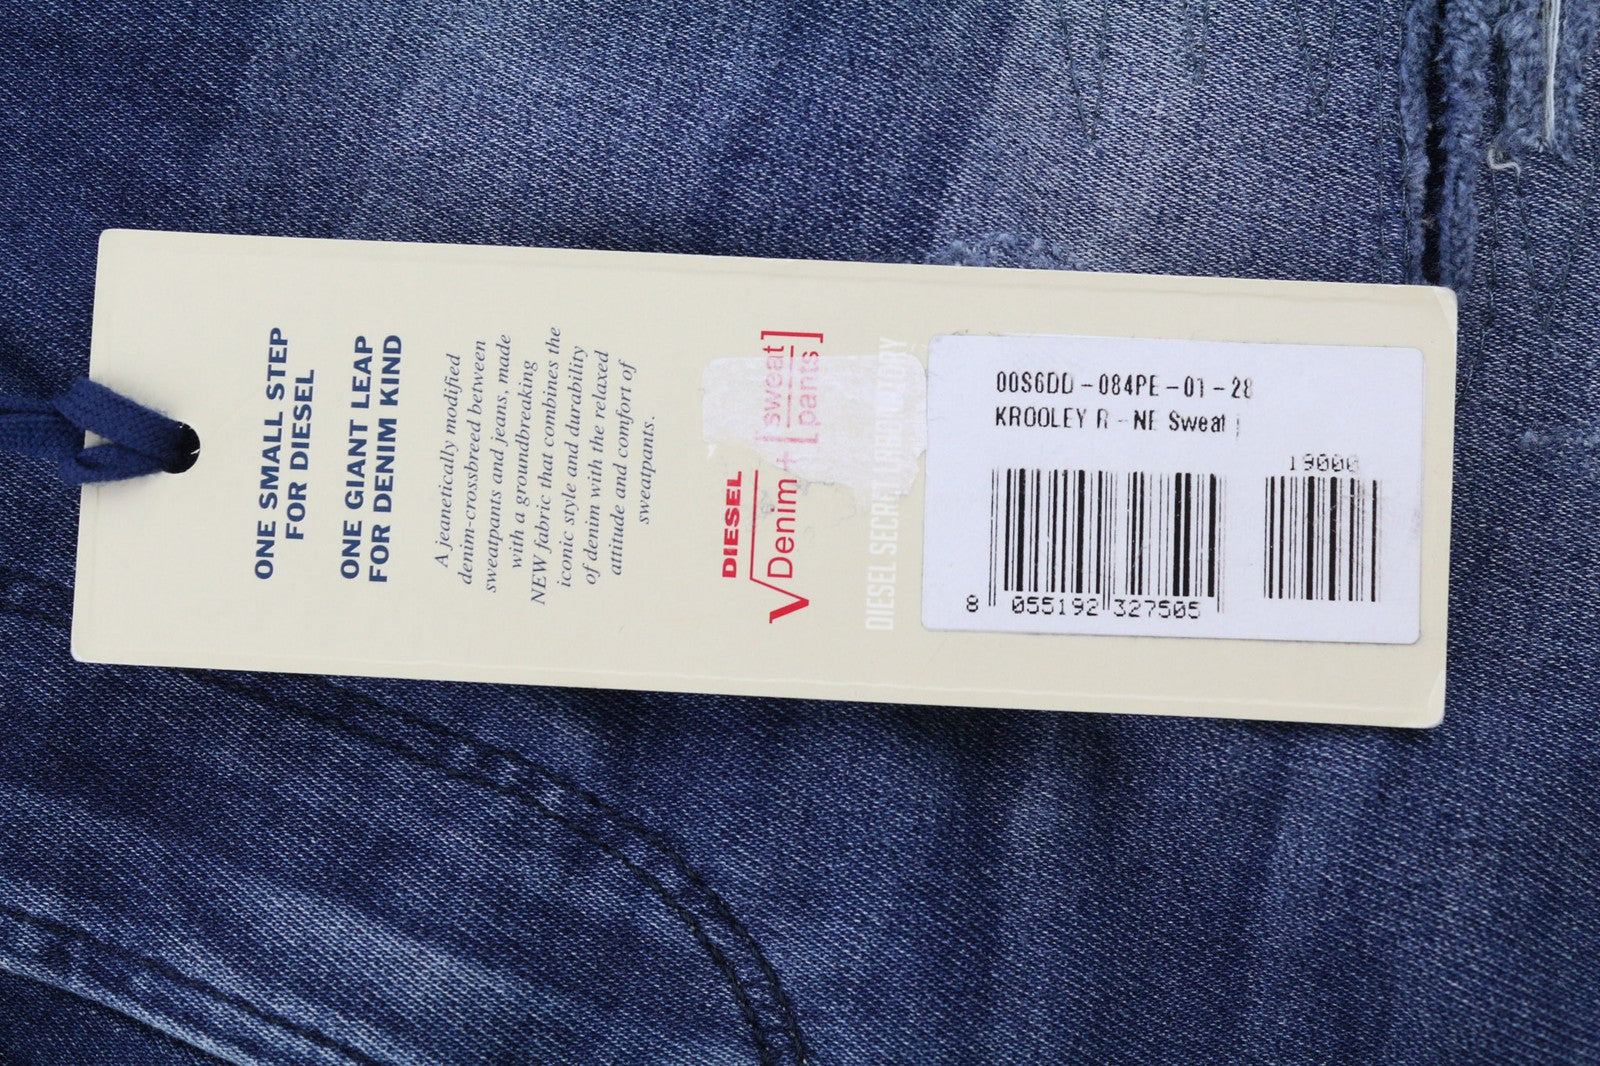 ONE SMALL STEP
FOR DIESEL
ONE GIANT LEAP
FOR DENIM KIND
A jeanetically modified
denim-crossbreed between
sweatpants and jeans, made
with a groundbreaking
NEW fabric that combines the
iconic style and durability
of denim with the relaxed
attitude and comfort of
sweatpants.
DIESEL
√Denim + [sweat pants]
DIESEL SECRET LABORATORY
00S6DD - 084PE - 01 - 28
KROOLEY R - NE Sweat
19000
8 055192 327505